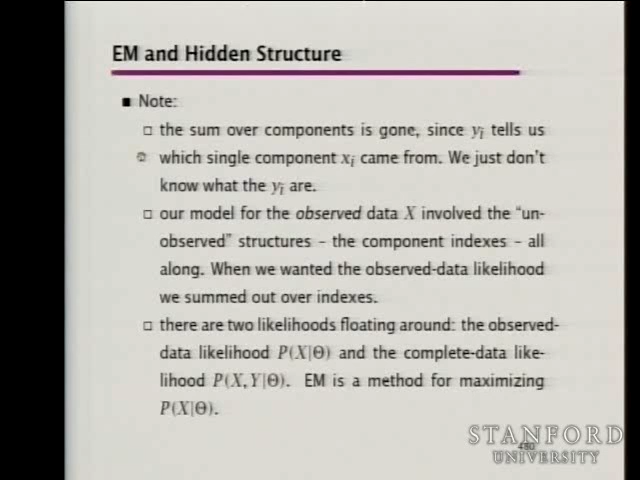 EM and Hidden Structure
■ Note:
□ the sum over components is gone, since yᵢ tells us
which single component xᵢ came from. We just don't
know what the yᵢ are.
□ our model for the observed data X involved the "un-
observed" structures – the component indexes – all
along. When we wanted the observed-data likelihood
we summed out over indexes.
□ there are two likelihoods floating around: the observed-
data likelihood P(X|Θ) and the complete-data like-
lihood P(X,Y|Θ). EM is a method for maximizing
P(X|Θ).
STANFORD
UNIVERSITY